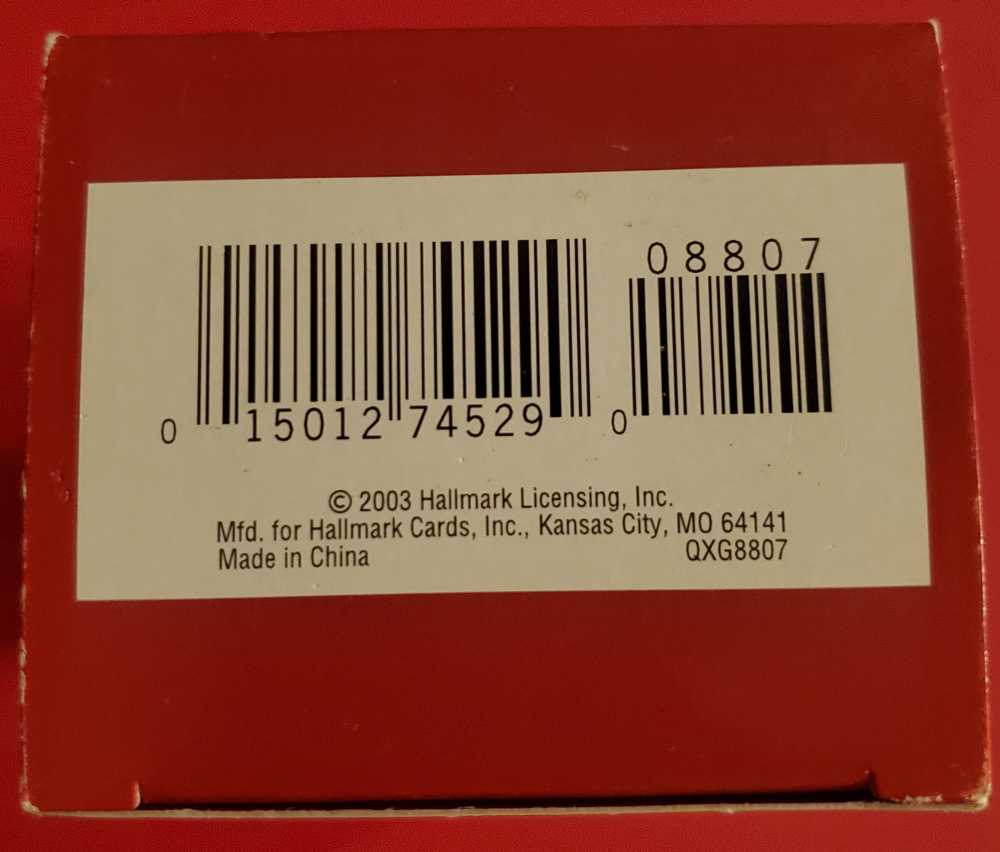 08807
0 15012 74529 0
© 2003 Hallmark Licensing, Inc.
Mfd. for Hallmark Cards, Inc., Kansas City, MO 64141
Made in China QXG8807